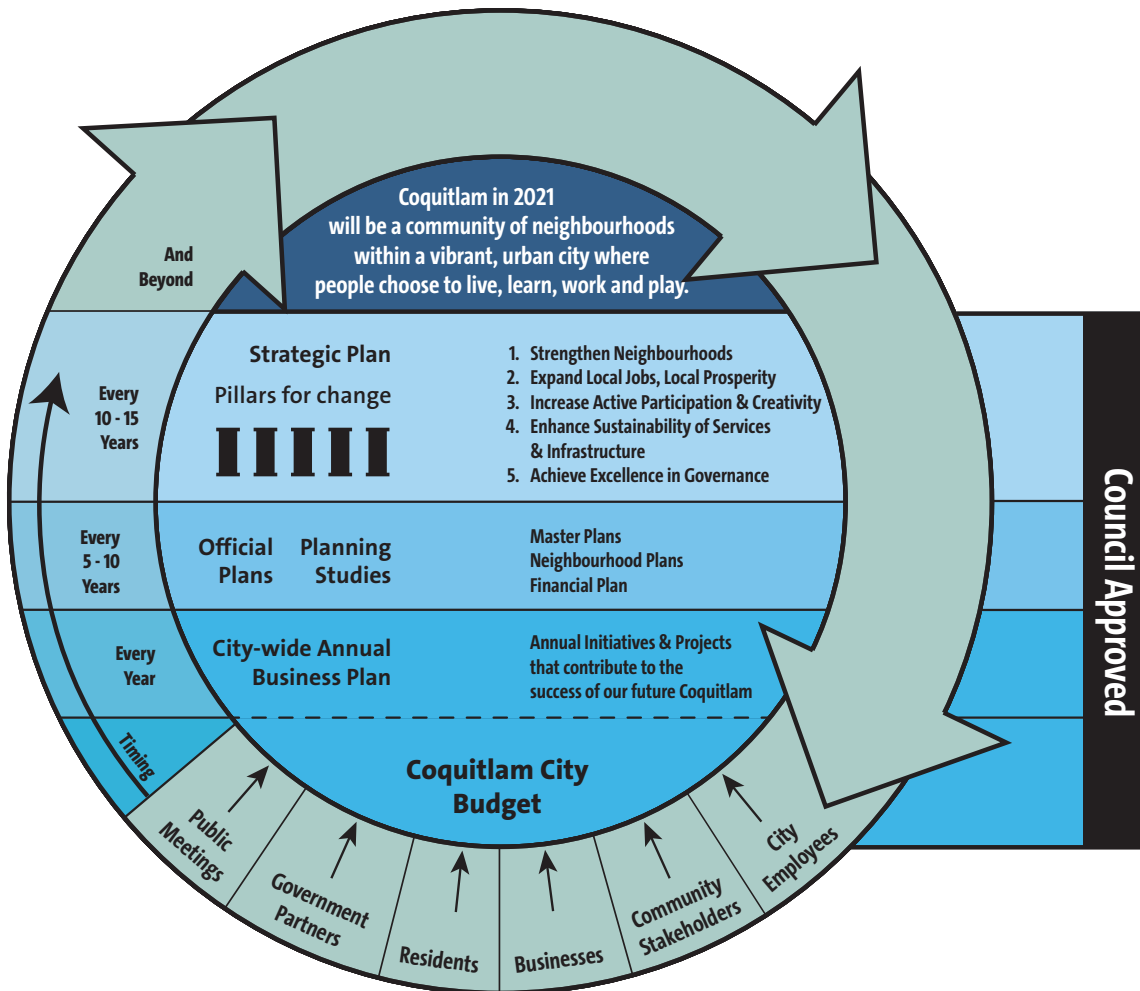 Coquitlam in 2021
will be a community of neighbourhoods
within a vibrant, urban city where
people choose to live, learn, work and play.
And
Beyond
Every
10 - 15
Years
Strategic Plan
Pillars for change
1. Strengthen Neighbourhoods
2. Expand Local Jobs, Local Prosperity
3. Increase Active Participation & Creativity
4. Enhance Sustainability of Services
& Infrastructure
5. Achieve Excellence in Governance
Every
5 - 10
Years
Official
Plans
Planning
Studies
Master Plans
Neighbourhood Plans
Financial Plan
Every
Year
City-wide Annual
Business Plan
Annual Initiatives & Projects
that contribute to the
success of our future Coquitlam
Timing
Coquitlam City
Budget
Public
Meetings
Government
Partners
Residents
Businesses
Community
Stakeholders
City
Employees
Council Approved